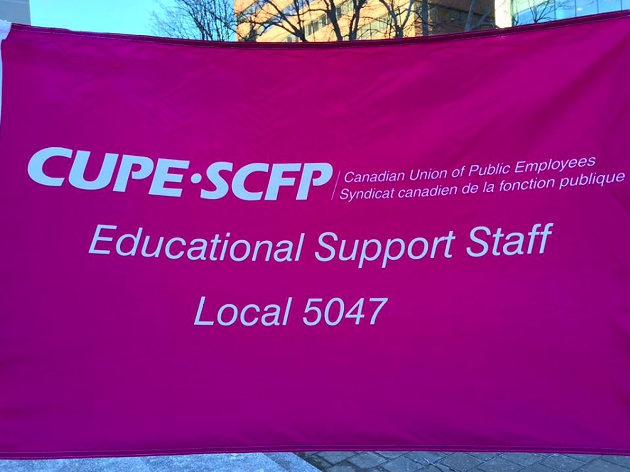 CUPE·SCFP
Canadian Union of Public Employees
Syndicat canadien de la fonction publique
Educational Support Staff
Local 5047